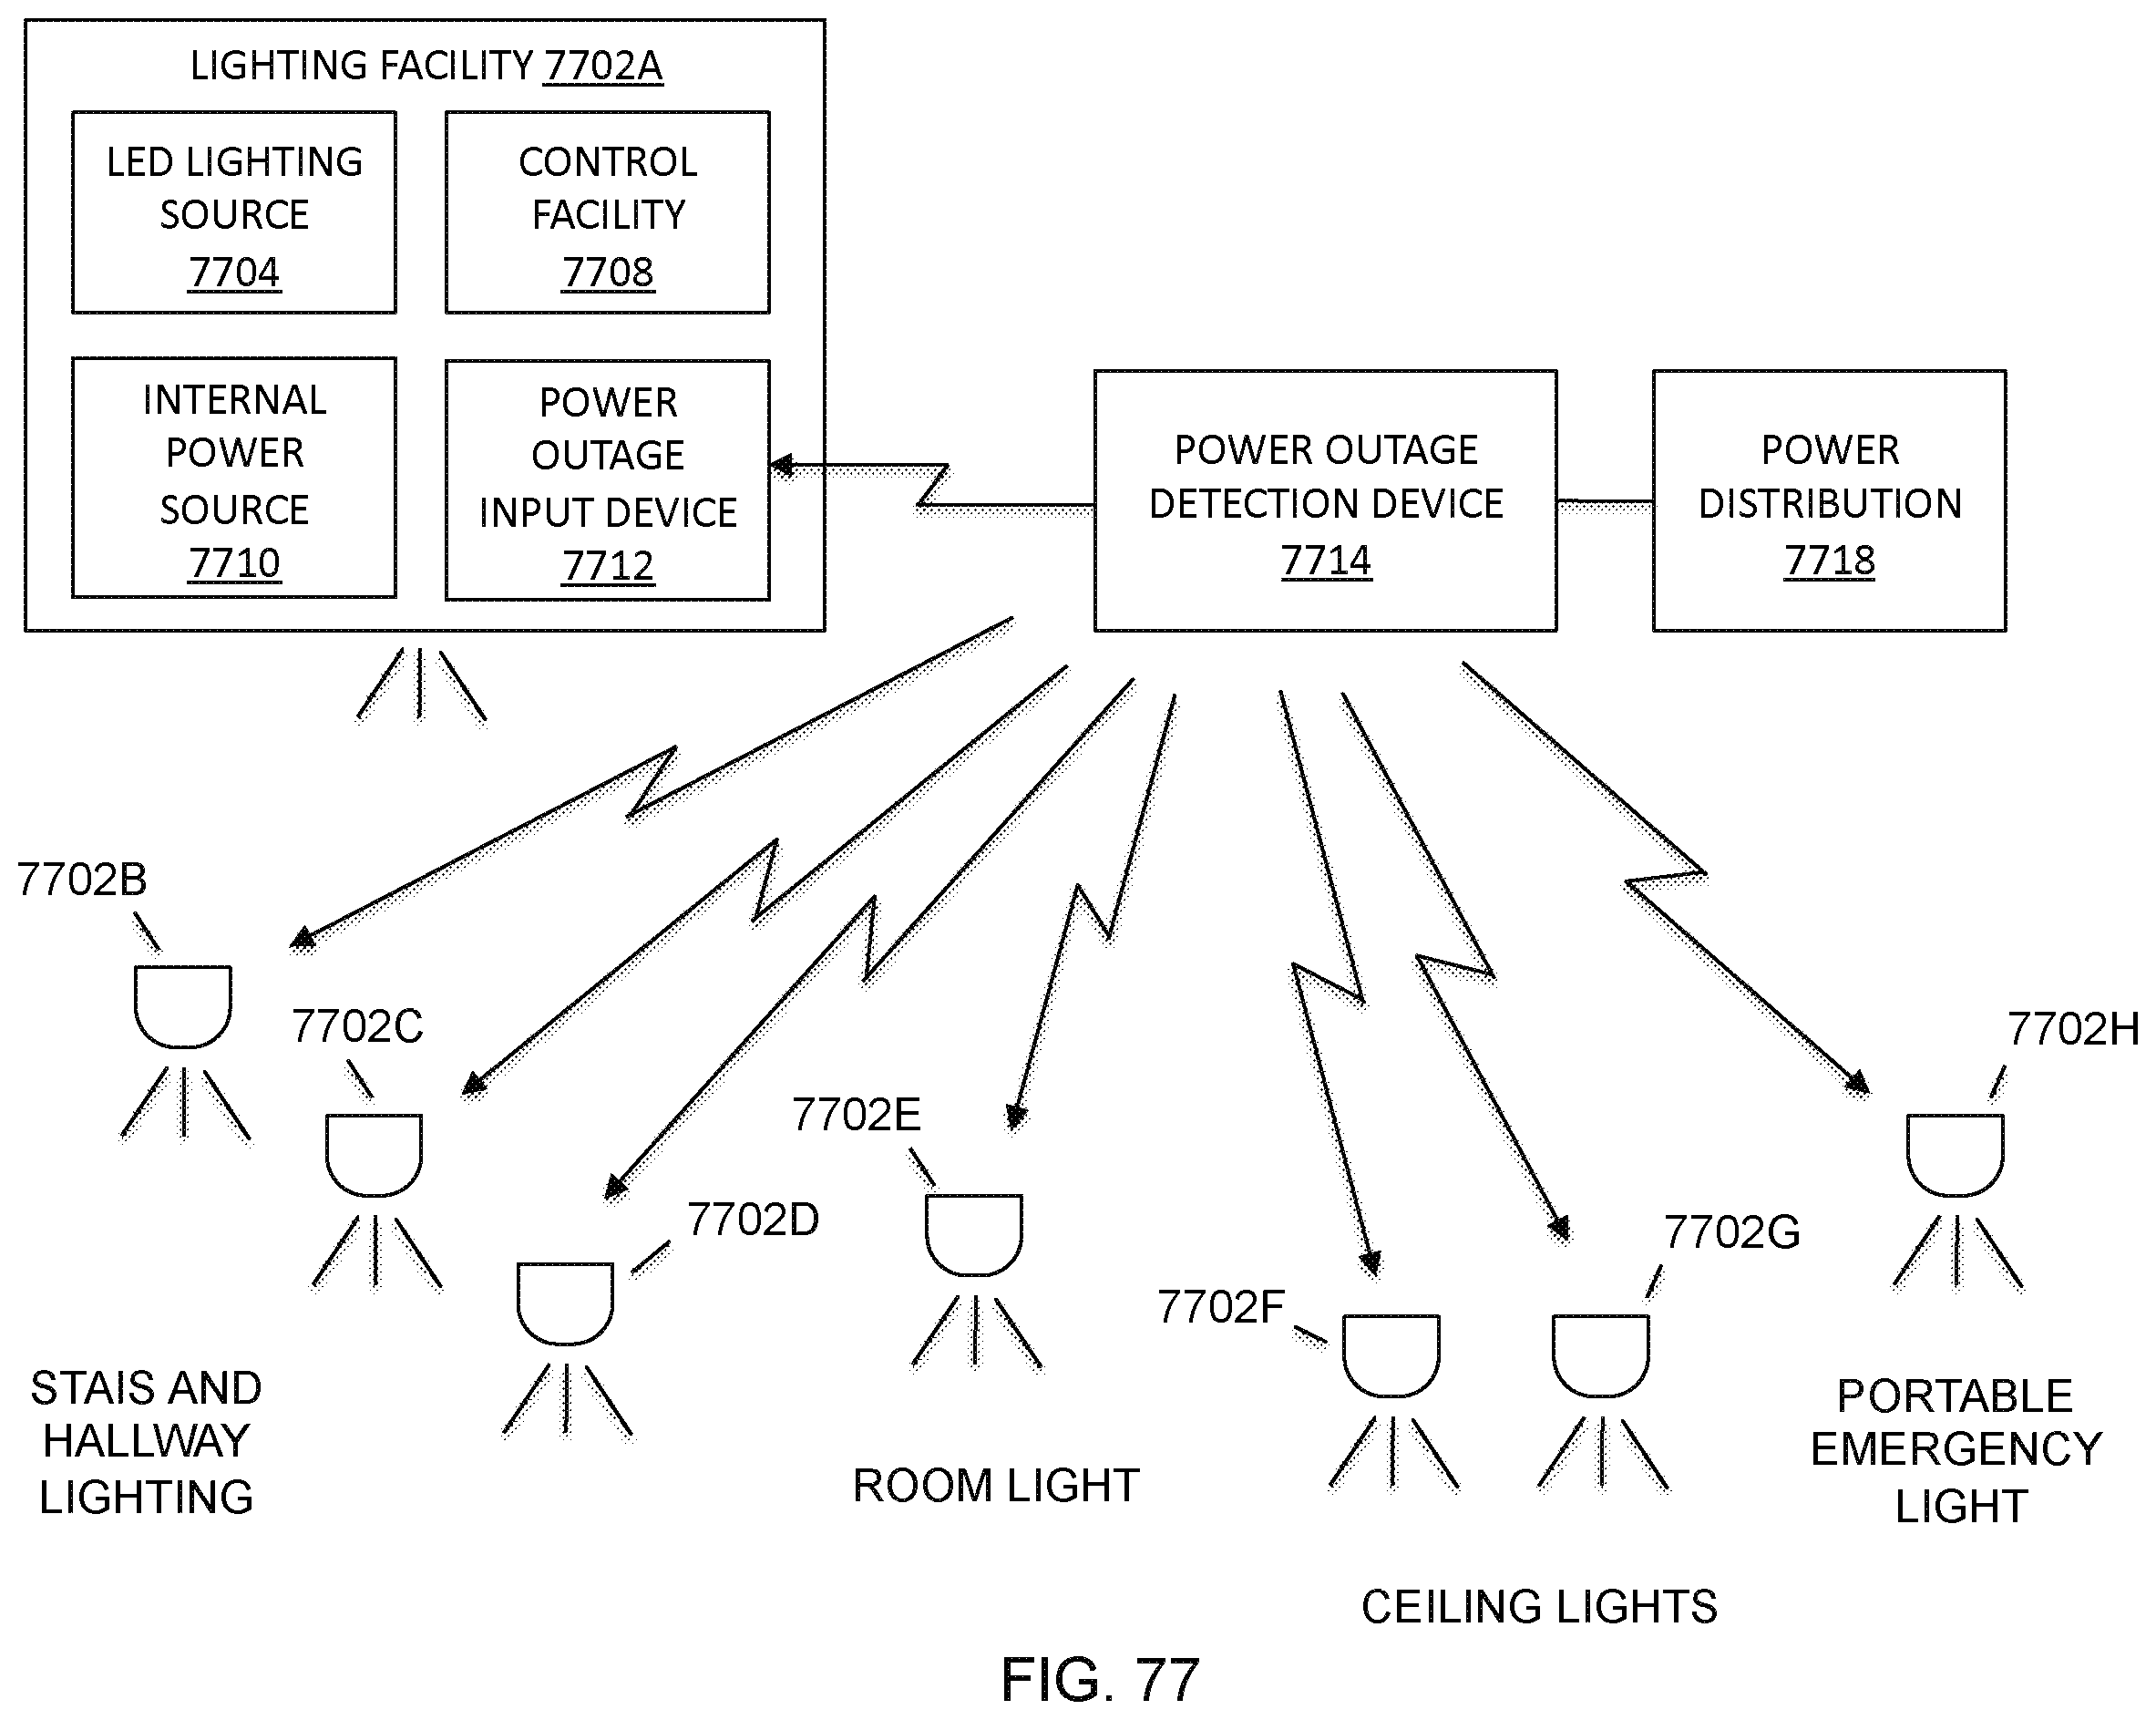 LIGHTING FACILITY 7702A
LED LIGHTING
SOURCE
7704
CONTROL
FACILITY
7708
INTERNAL
POWER
SOURCE
7710
POWER
OUTAGE
INPUT DEVICE
7712
POWER OUTAGE
DETECTION DEVICE
7714
POWER
DISTRIBUTION
7718
7702B
7702C
7702D
7702E
7702F
7702G
7702H
STAIS AND
HALLWAY
LIGHTING
ROOM LIGHT
CEILING LIGHTS
PORTABLE
EMERGENCY
LIGHT
FIG. 77